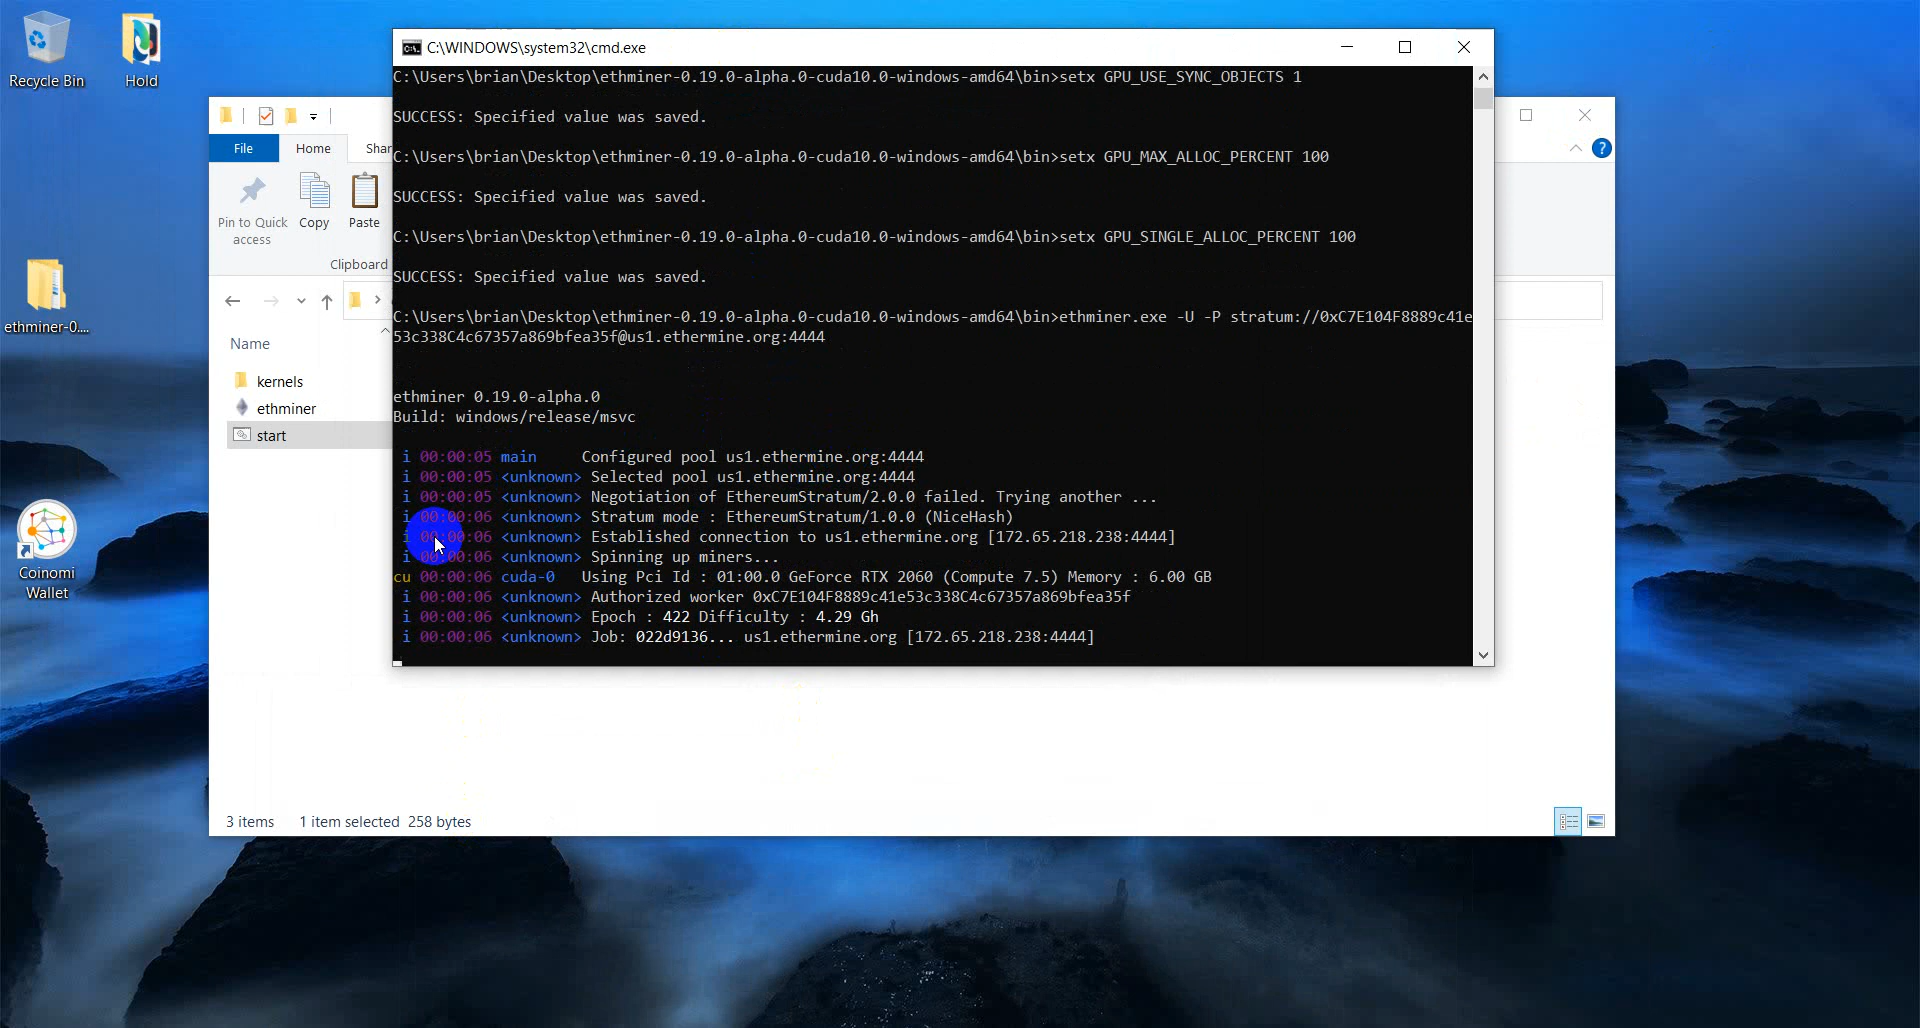 Recycle Bin
Hold
ethminer-0....
Coinomi
Wallet
File
Home
Shar
Pin to Quick
access
Copy
Paste
Clipboard
Name
kernels
ethminer
start
3 items 1 item selected 258 bytes
C:\WINDOWS\system32\cmd.exe
C:\Users\brian\Desktop\ethminer-0.19.0-alpha.0-cuda10.0-windows-amd64\bin>setx GPU_USE_SYNC_OBJECTS 1
SUCCESS: Specified value was saved.
C:\Users\brian\Desktop\ethminer-0.19.0-alpha.0-cuda10.0-windows-amd64\bin>setx GPU_MAX_ALLOC_PERCENT 100
SUCCESS: Specified value was saved.
C:\Users\brian\Desktop\ethminer-0.19.0-alpha.0-cuda10.0-windows-amd64\bin>setx GPU_SINGLE_ALLOC_PERCENT 100
SUCCESS: Specified value was saved.
C:\Users\brian\Desktop\ethminer-0.19.0-alpha.0-cuda10.0-windows-amd64\bin>ethminer.exe -U -P stratum://0xC7E104F8889c41e
53c338C4c67357a869bfea35f@us1.ethermine.org:4444
ethminer 0.19.0-alpha.0
Build: windows/release/msvc
i 00:00:05 main Configured pool us1.ethermine.org:4444
i 00:00:05 <unknown> Selected pool us1.ethermine.org:4444
i 00:00:05 <unknown> Negotiation of EthereumStratum/2.0.0 failed. Trying another ...
i 00:00:06 <unknown> Stratum mode : EthereumStratum/1.0.0 (NiceHash)
i 00:00:06 <unknown> Established connection to us1.ethermine.org [172.65.218.238:4444]
i 00:00:06 <unknown> Spinning up miners...
cu 00:00:06 cuda-0 Using Pci Id : 01:00.0 GeForce RTX 2060 (Compute 7.5) Memory : 6.00 GB
i 00:00:06 <unknown> Authorized worker 0xC7E104F8889c41e53c338C4c67357a869bfea35f
i 00:00:06 <unknown> Epoch : 422 Difficulty : 4.29 Gh
i 00:00:06 <unknown> Job: 022d9136... us1.ethermine.org [172.65.218.238:4444]